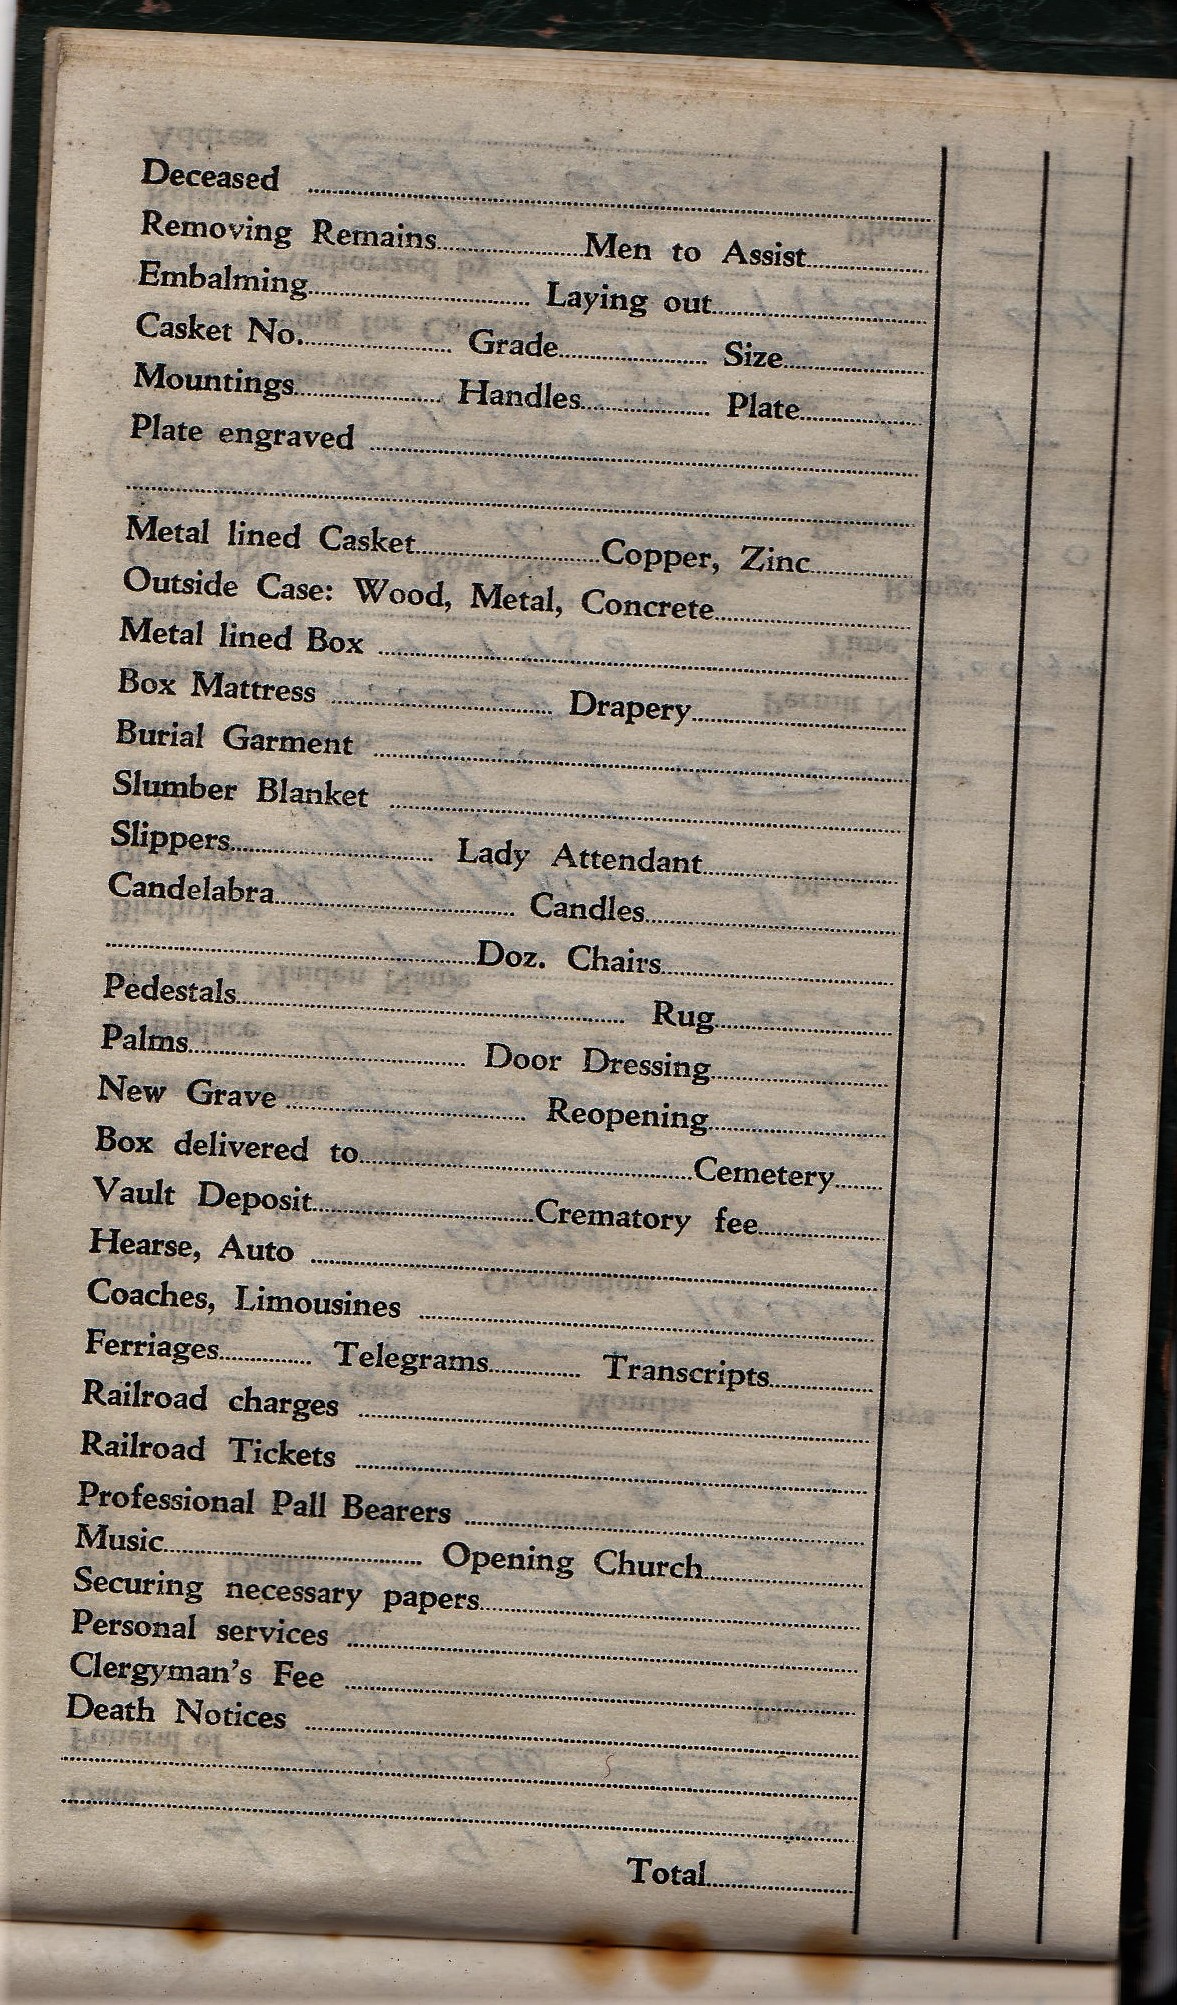 Deceased
Removing Remains Men to Assist
Embalming Laying out
Casket No. Grade Size
Mountings Handles Plate
Plate engraved
Metal lined Casket Copper, Zinc
Outside Case: Wood, Metal, Concrete
Metal lined Box
Box Mattress Drapery
Burial Garment
Slumber Blanket
Slippers Lady Attendant
Candelabra Candles
Doz. Chairs
Pedestals Rug
Palms Door Dressing
New Grave Reopening
Box delivered to Cemetery
Vault Deposit Crematory fee
Hearse, Auto
Coaches, Limousines
Ferriages Telegrams Transcripts
Railroad charges
Railroad Tickets
Professional Pall Bearers
Music Opening Church
Securing necessary papers
Personal services
Clergyman's Fee
Death Notices
Total